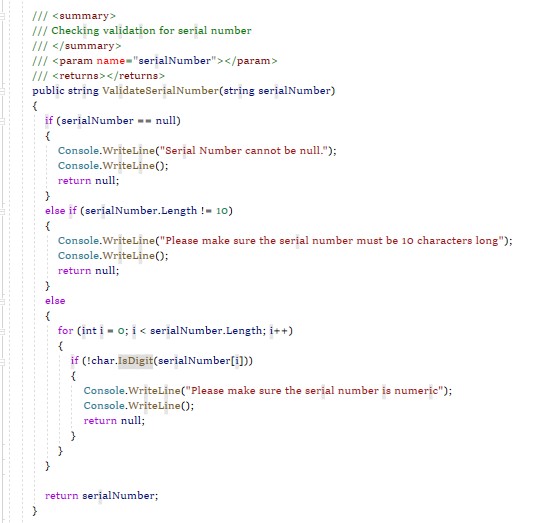 /// <summary>
/// Checking validation for serial number
/// </summary>
/// <param name="serialNumber"></param>
/// <returns></returns>
public string ValidateSerialNumber(string serialNumber)
{
if (serialNumber == null)
{
Console.WriteLine("Serial Number cannot be null.");
Console.WriteLine();
return null;
}
else if (serialNumber.Length != 10)
{
Console.WriteLine("Please make sure the serial number must be 10 characters long");
Console.WriteLine();
return null;
}
else
{
for (int i = 0; i < serialNumber.Length; i++)
{
if (!char.IsDigit(serialNumber[i]))
{
Console.WriteLine("Please make sure the serial number is numeric");
Console.WriteLine();
return null;
}
}
}
return serialNumber;
}